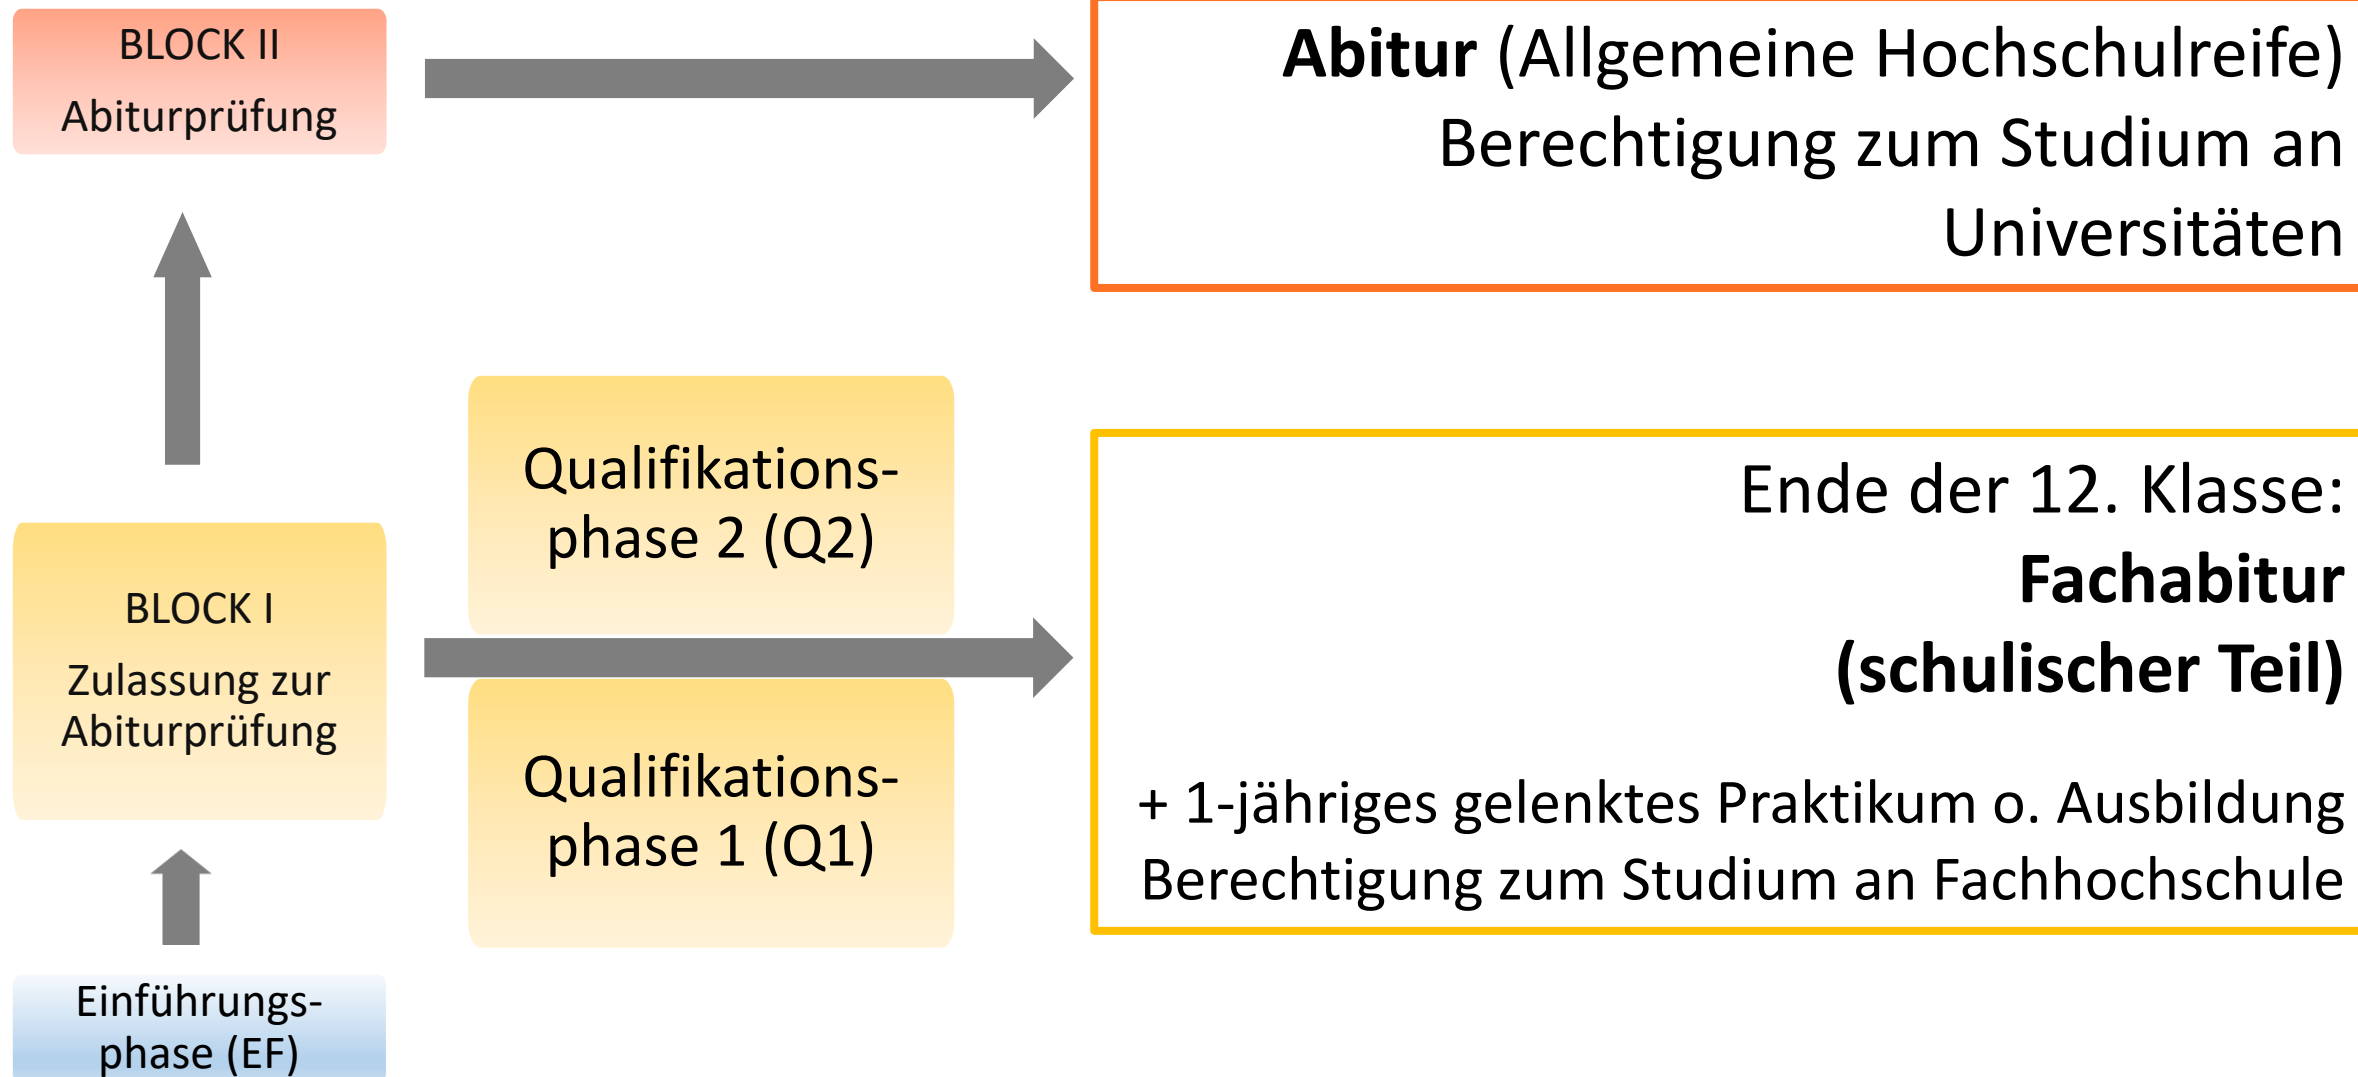 BLOCK II
Abiturprüfung
Abitur (Allgemeine Hochschulreife)
Berechtigung zum Studium an
Universitäten
Qualifikations-
phase 2 (Q2)
BLOCK I
Zulassung zur
Abiturprüfung
Qualifikations-
phase 1 (Q1)
Ende der 12. Klasse:
Fachabitur
(schulischer Teil)
+ 1-jähriges gelenktes Praktikum o. Ausbildung
Berechtigung zum Studium an Fachhochschule
Einführungs-
phase (EF)